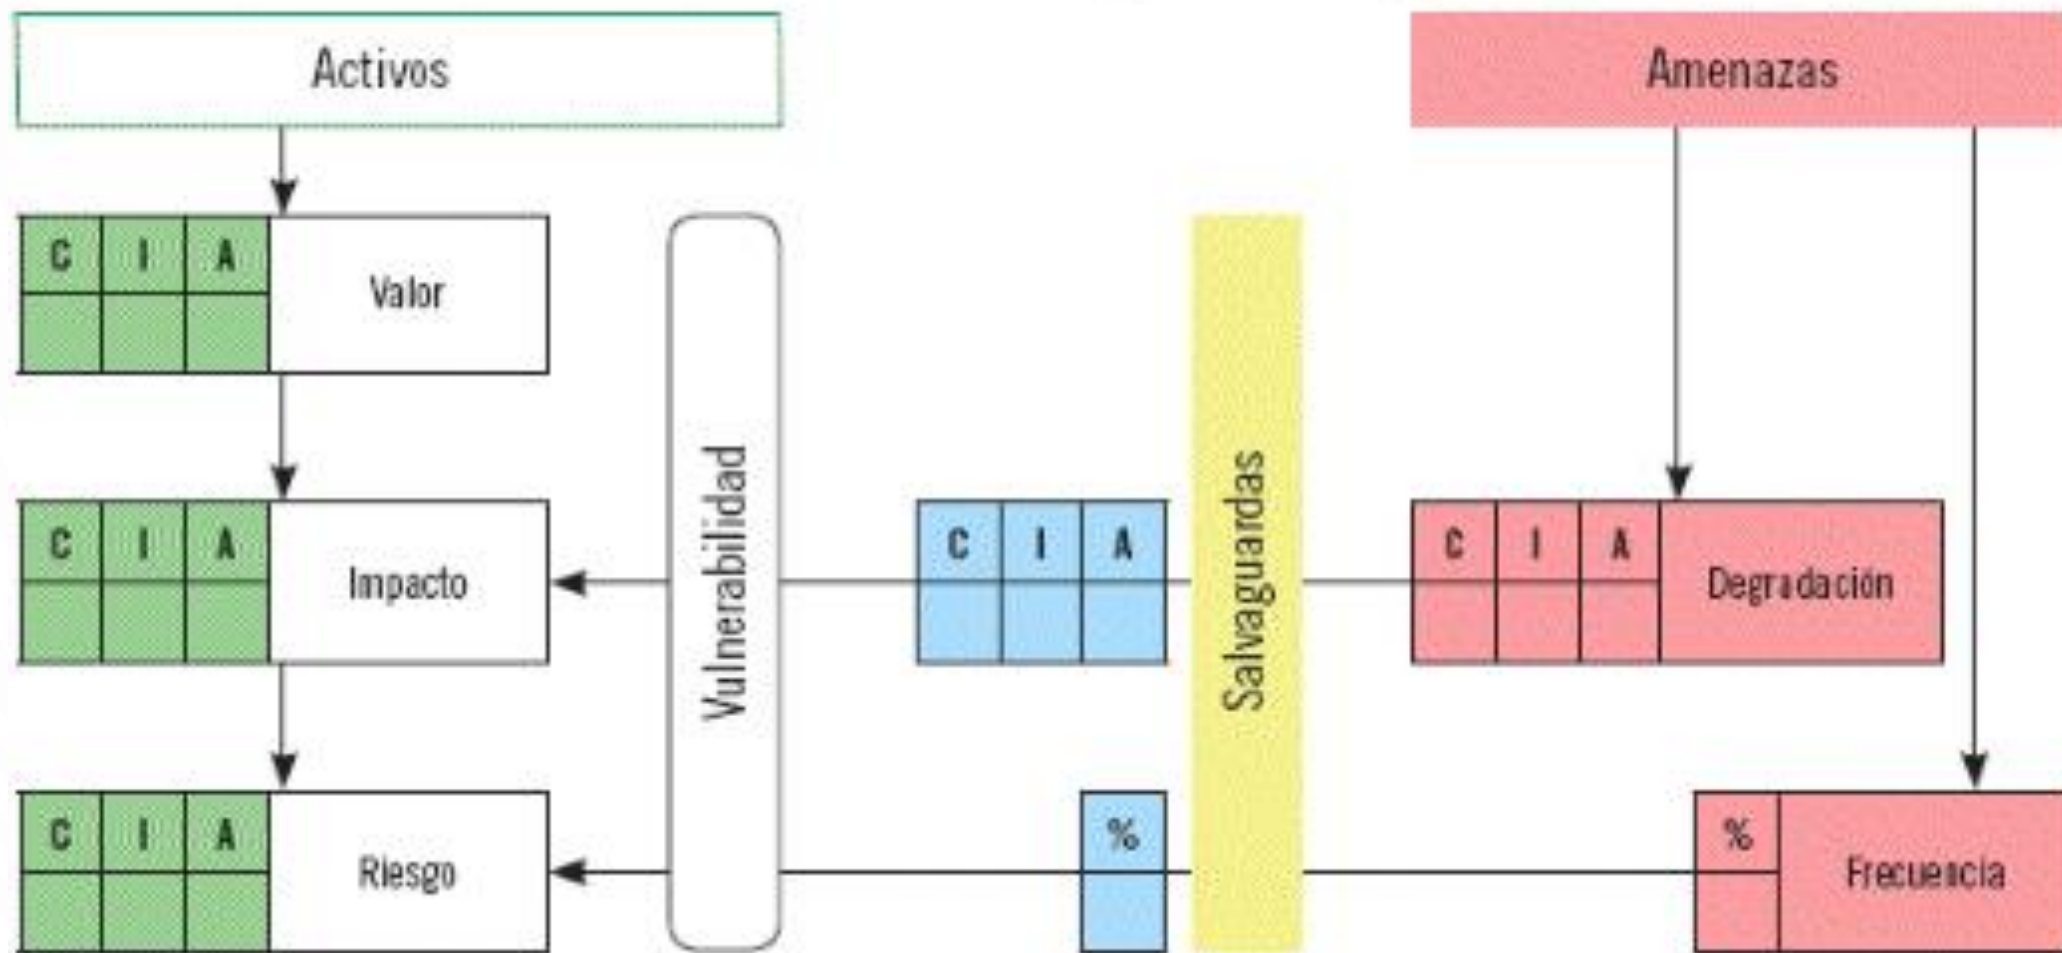 Activos
Amenazas
C I A
Valor
Vulnerabilidad
Salvaguardas
C I A
Impacto
C I A
C I A
Degradación
C I A
Riesgo
%
%
Frecuencia